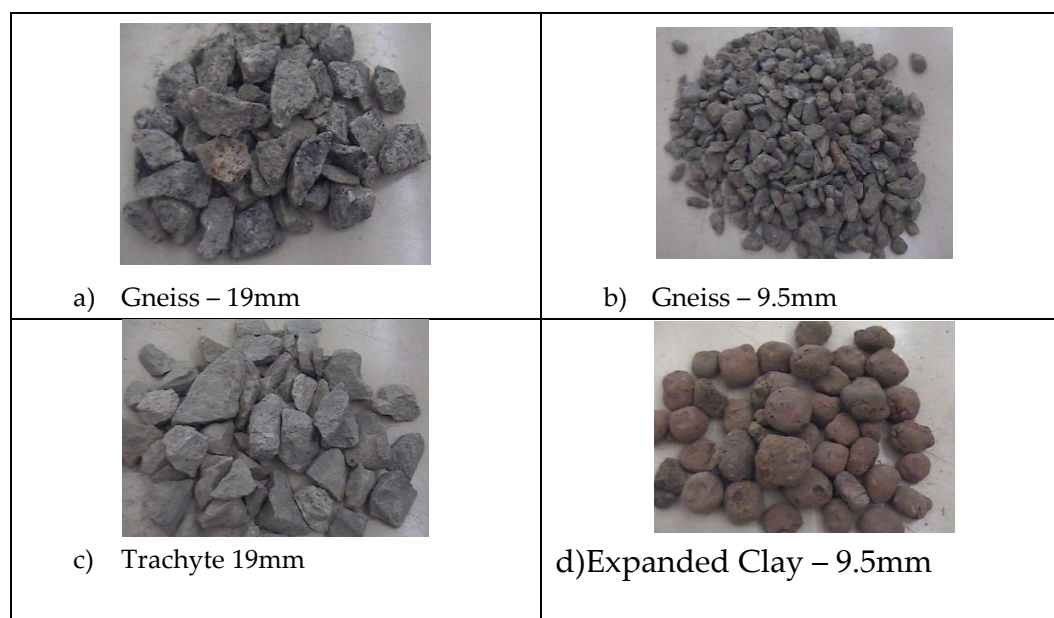 a) Gneiss – 19mm
b) Gneiss – 9.5mm
c) Trachyte 19mm
d)Expanded Clay – 9.5mm